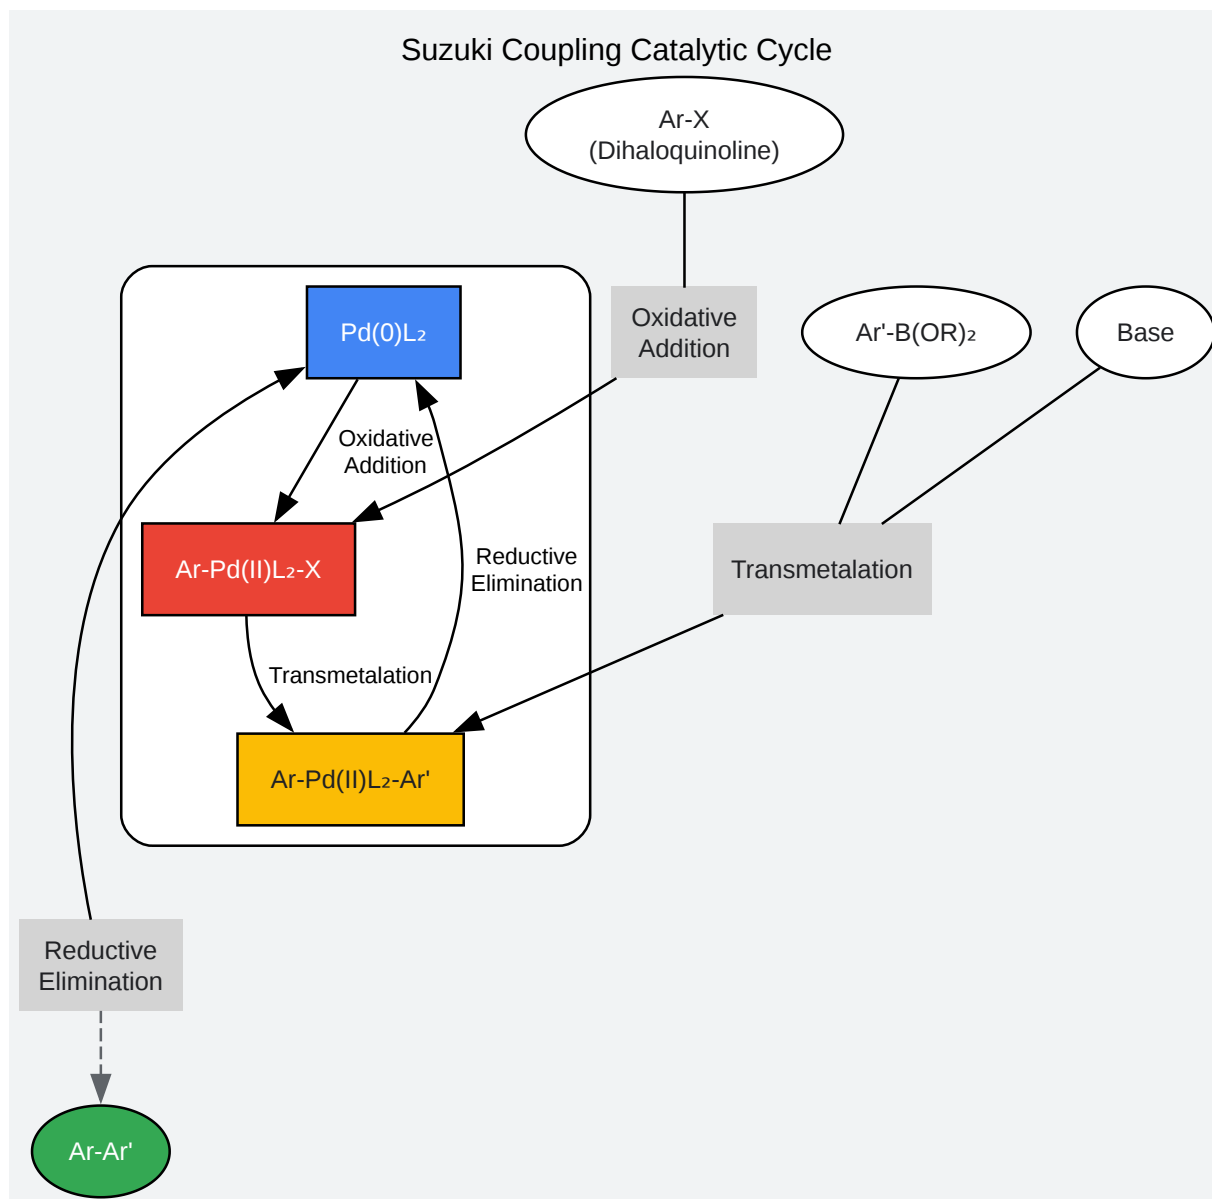 Suzuki Coupling Catalytic Cycle
Ar-X
(Dihaloquinoline)
Pd(0)L₂
Oxidative
Addition
Ar'-B(OR)₂
Base
Oxidative
Addition
Ar-Pd(II)L₂-X
Reductive
Elimination
Transmetalation
Transmetalation
Ar-Pd(II)L₂-Ar'
Reductive
Elimination
Ar-Ar'